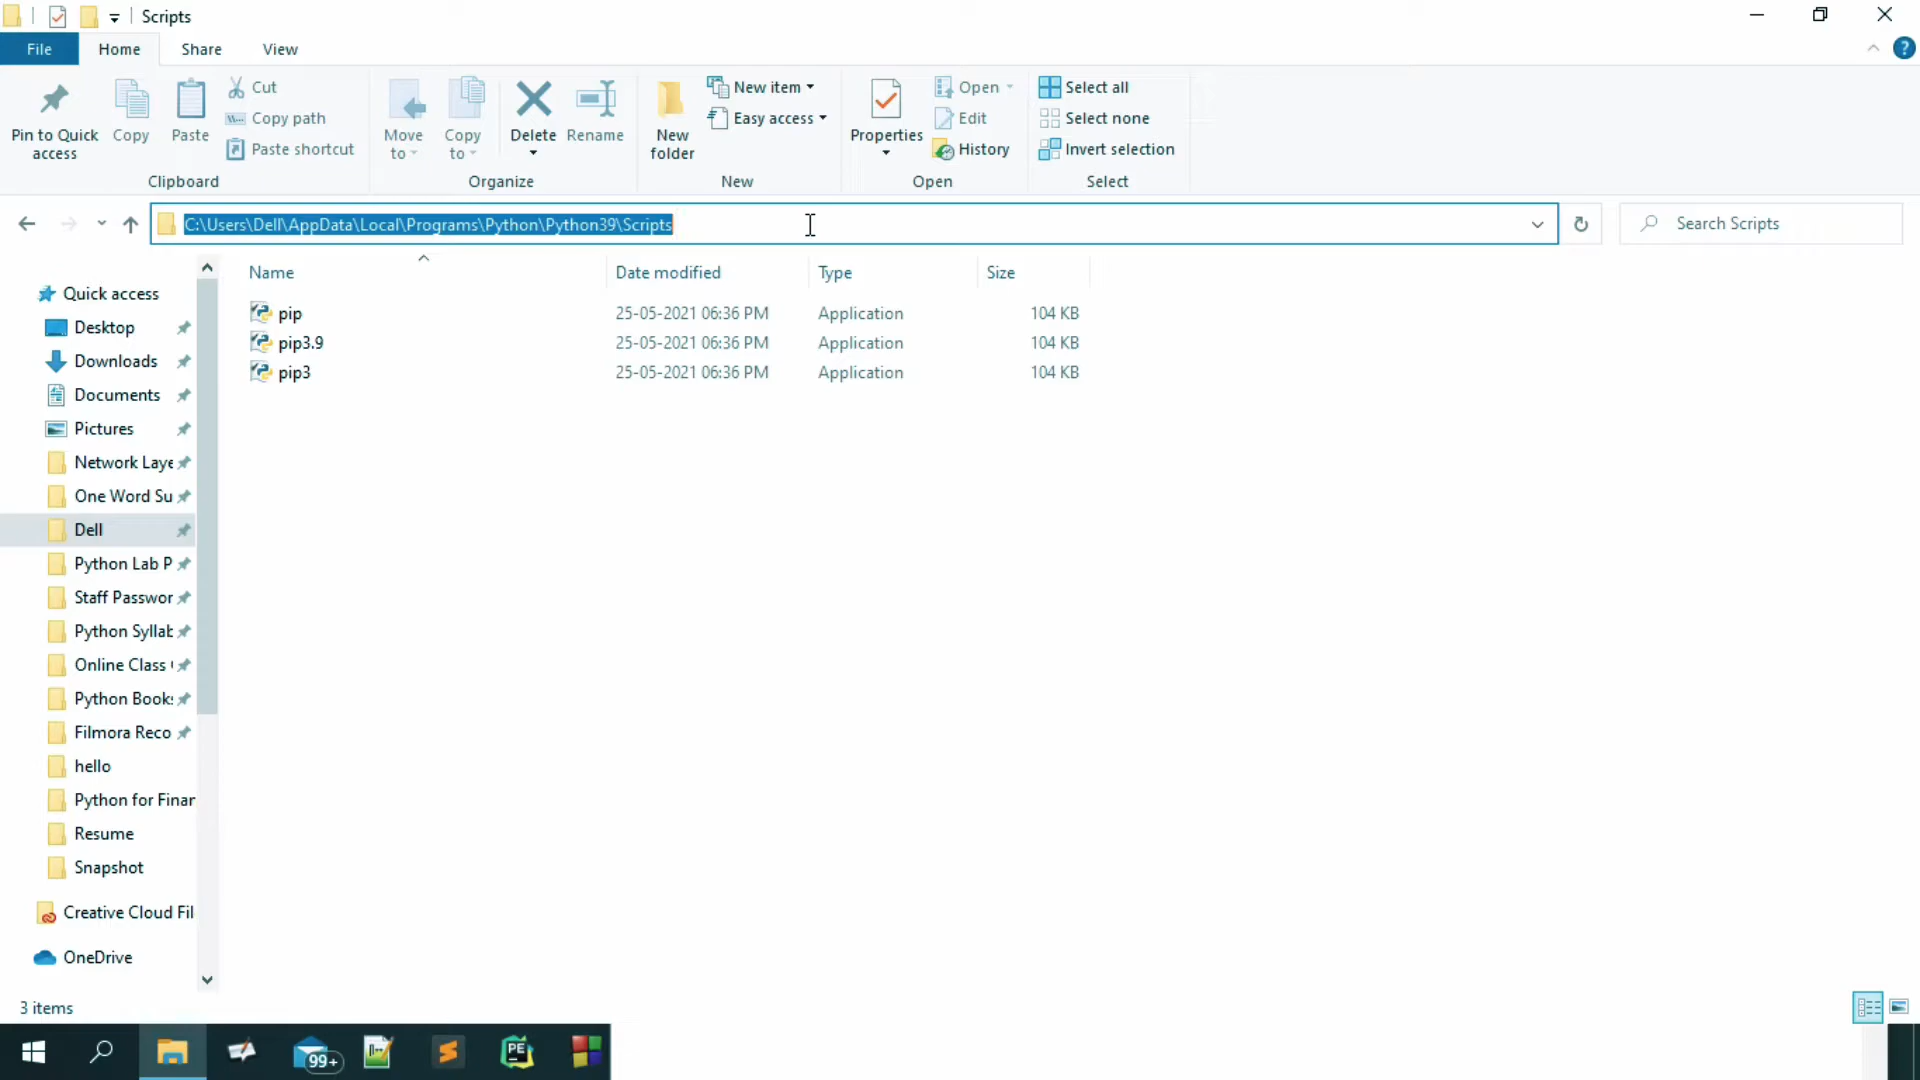 Scripts
File Home Share View
Pin to Quick access
Copy
Paste
Cut
Copy path
Paste shortcut
Clipboard
Move to
Copy to
Delete
Rename
Organize
New folder
New item
Easy access
New
Properties
Open
Edit
History
Open
Select all
Select none
Invert selection
Select
C:\Users\Dell\AppData\Local\Programs\Python\Python39\Scripts
Search Scripts
Name Date modified Type Size
pip 25-05-2021 06:36 PM Application 104 KB
pip3.9 25-05-2021 06:36 PM Application 104 KB
pip3 25-05-2021 06:36 PM Application 104 KB
Quick access
Desktop
Downloads
Documents
Pictures
Network Laye
One Word Su
Dell
Python Lab P
Staff Passwor
Python Syllab
Online Class
Python Book
Filmora Reco
hello
Python for Finan
Resume
Snapshot
Creative Cloud Fil
OneDrive
3 items
99+
PE